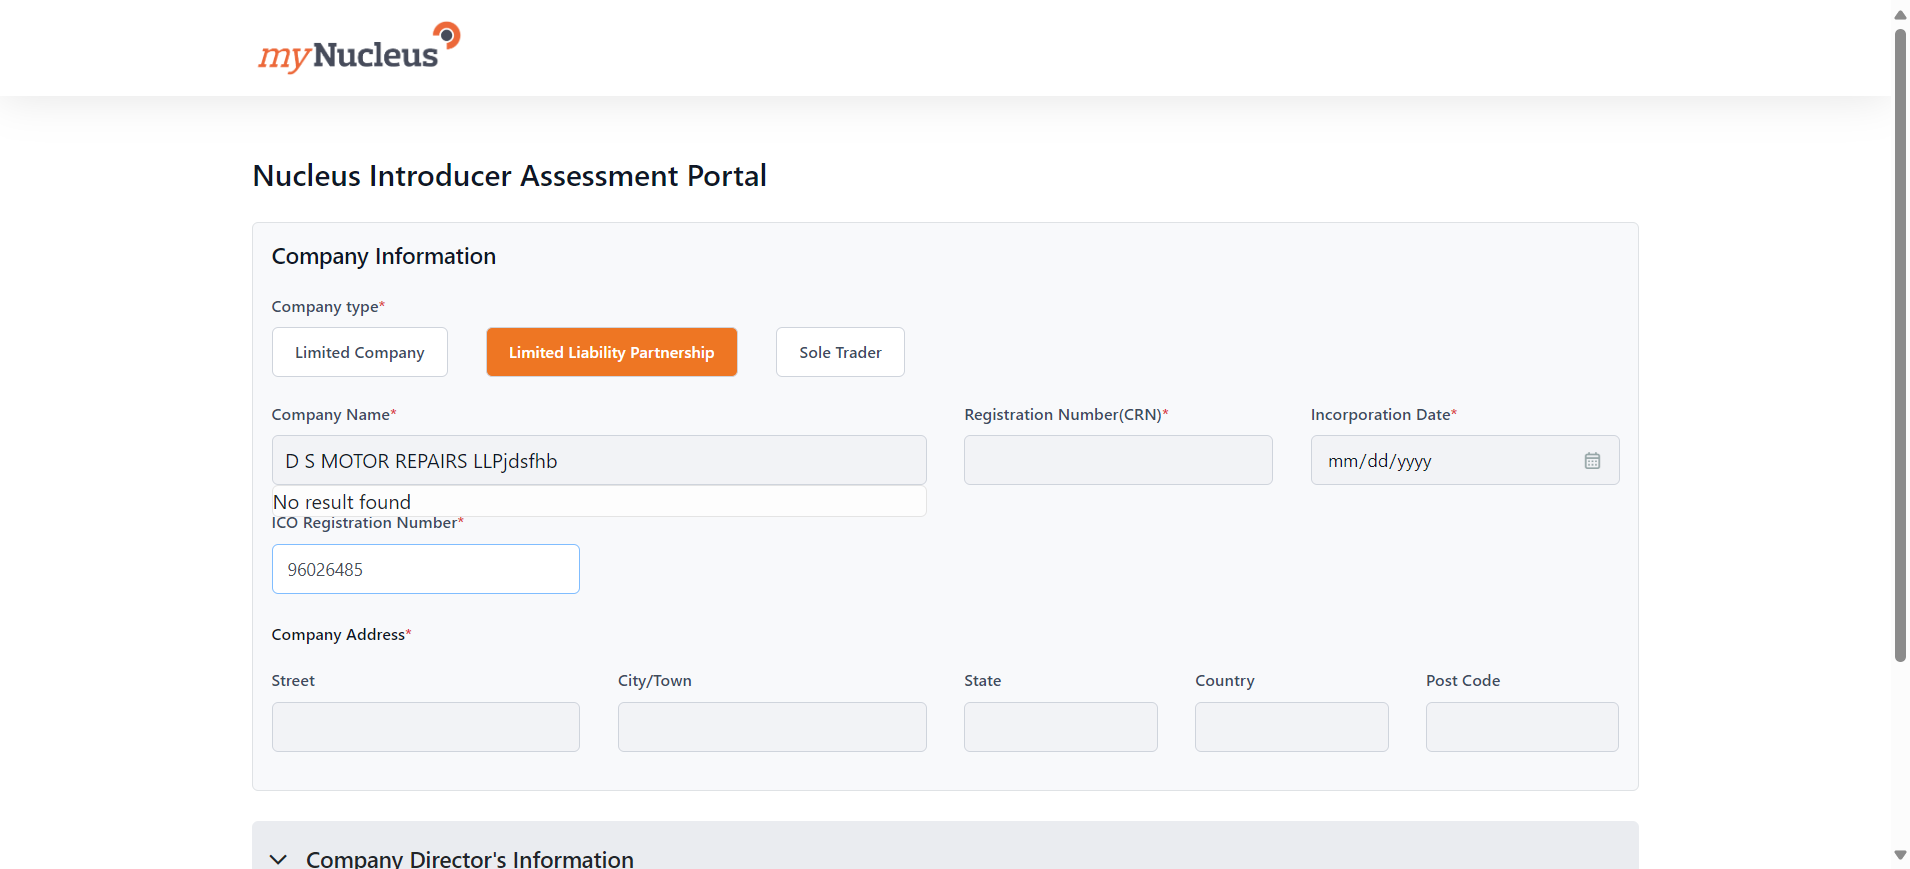 myNucleus
Nucleus Introducer Assessment Portal
Company Information
Company type*
Limited Company
Limited Liability Partnership
Sole Trader
Company Name* Registration Number(CRN)* Incorporation Date*
D S MOTOR REPAIRS LLPjdsfhb mm/dd/yyyy
No result found
ICO Registration Number*
96026485
Company Address*
Street City/Town State Country Post Code
Company Director's Information